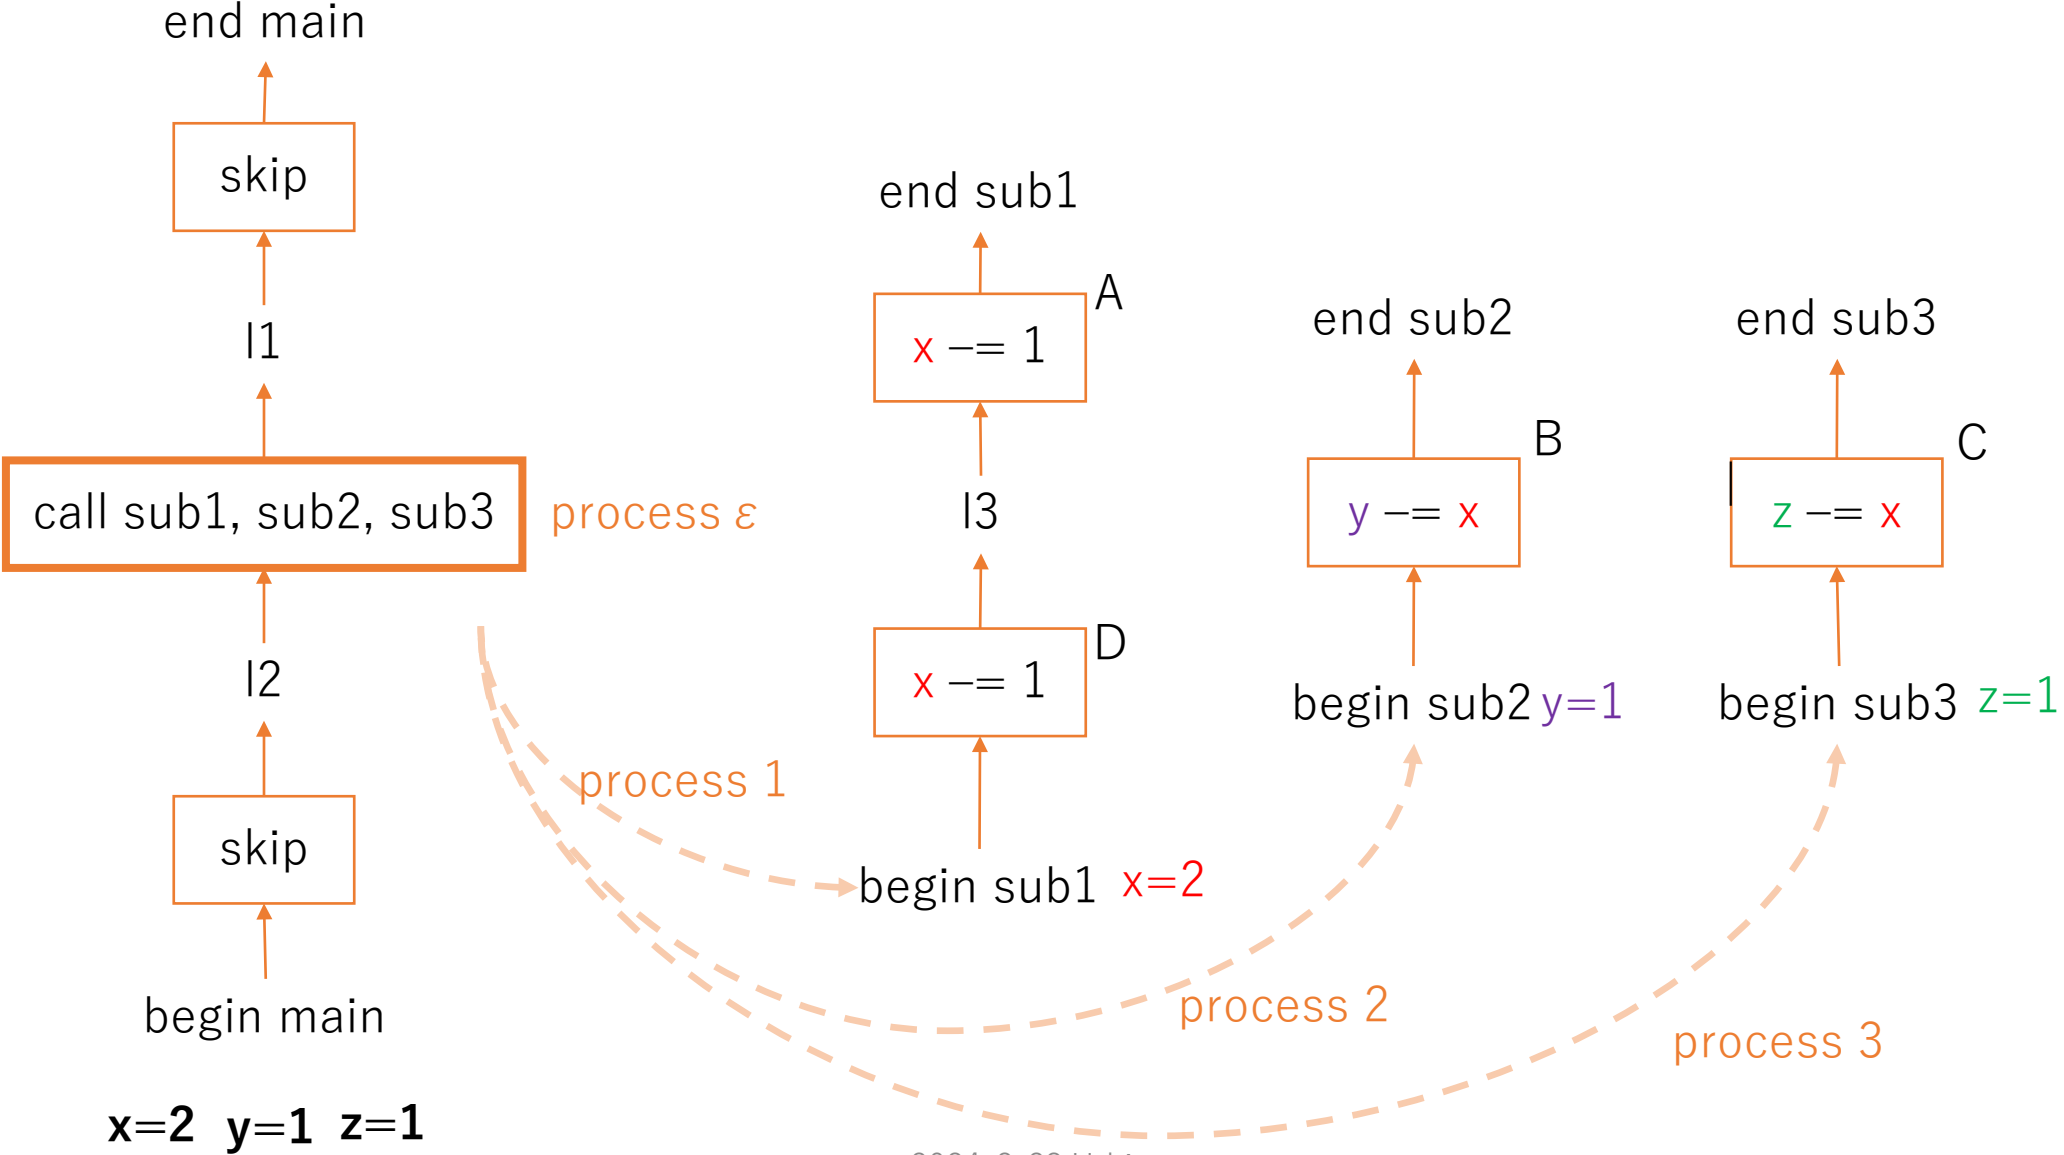 end main
skip
l1
call sub1, sub2, sub3
process ε
l2
skip
begin main
x=2 y=1 z=1
end sub1
A
x −= 1
l3
D
x −= 1
begin sub1 x=2
process 1
end sub2
B
y −= x
begin sub2 y=1
process 2
end sub3
C
z −= x
begin sub3 z=1
process 3